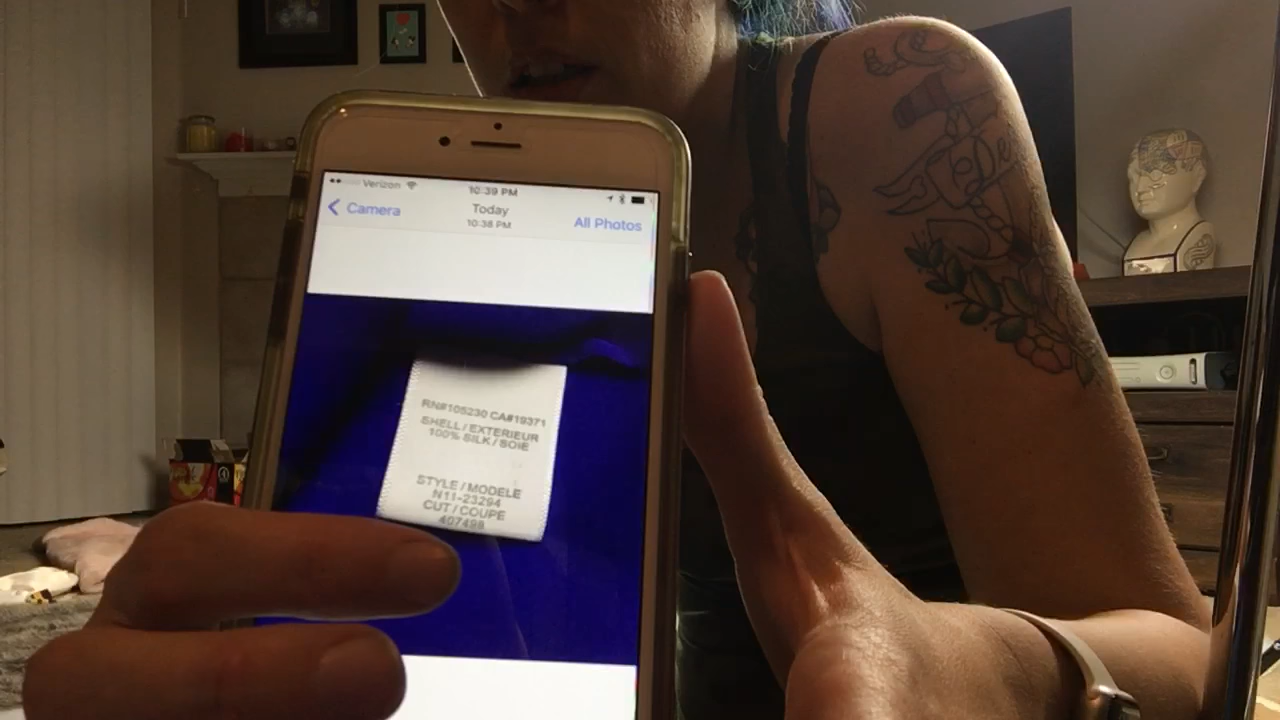 Verizon 10:39 PM
Camera Today All Photos
10:38 PM
RN#105230 CA#19371
SHELL / EXTERIEUR
100% SILK / SOIE
STYLE / MODELE
N11-23294
CUT / COUPE
407498